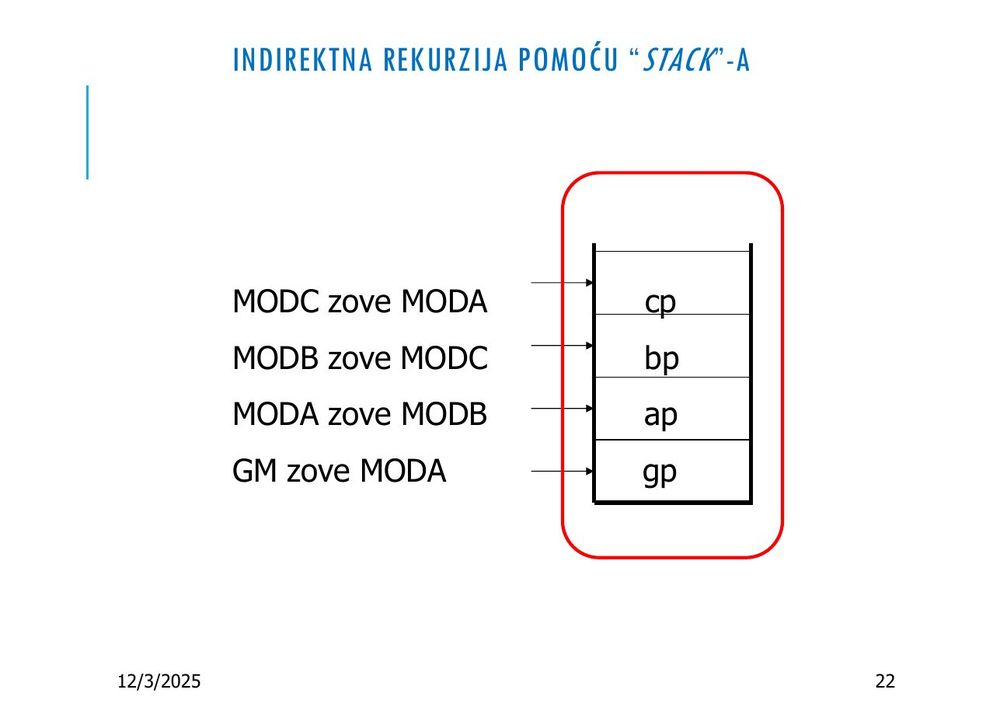 INDIREKTNA REKURZIJA POMOĆU “STACK”-A
MODC zove MODA cp
MODB zove MODC bp
MODA zove MODB ap
GM zove MODA gp
12/3/2025 22